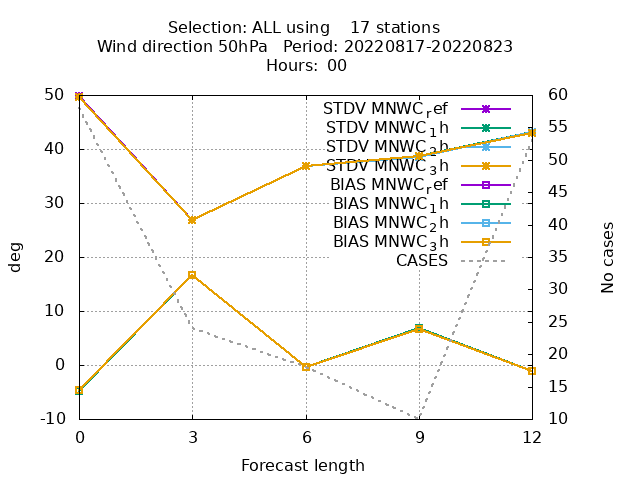 Selection: ALL using 17 stations
Wind direction 50hPa Period: 20220817-20220823
Hours: 00
50
40
30
20
10
0
-10
deg
60
55
50
45
40
35
30
25
20
15
10
No cases
STDV MNWC_ref
STDV MNWC_1h
STDV MNWC_2h
STDV MNWC_3h
BIAS MNWC_ref
BIAS MNWC_1h
BIAS MNWC_2h
BIAS MNWC_3h
CASES
0 3 6 9 12
Forecast length